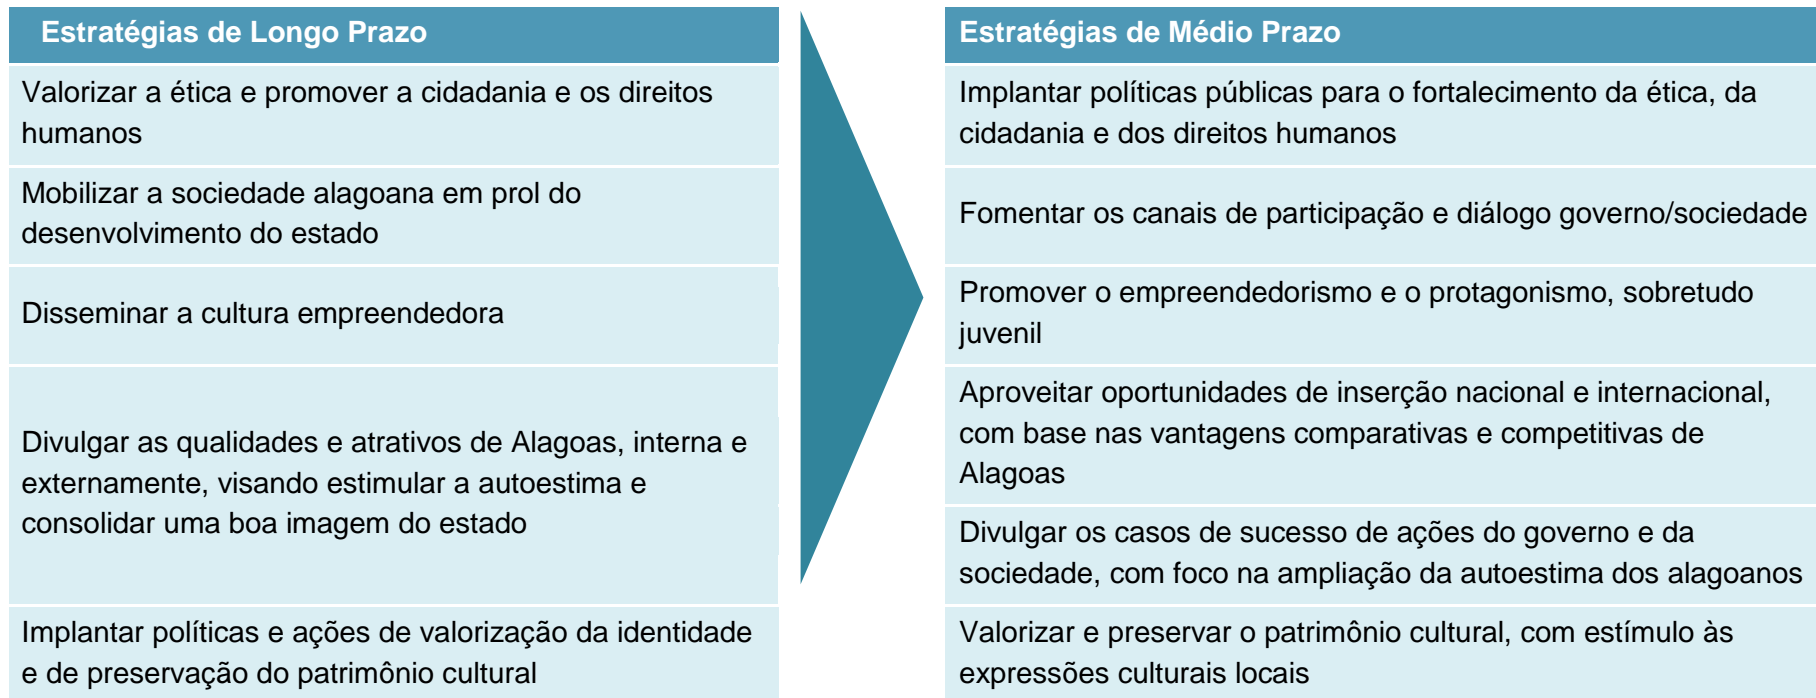 Estratégias de Longo Prazo
Valorizar a ética e promover a cidadania e os direitos
humanos
Mobilizar a sociedade alagoana em prol do
desenvolvimento do estado
Disseminar a cultura empreendedora
Divulgar as qualidades e atrativos de Alagoas, interna e
externamente, visando estimular a autoestima e
consolidar uma boa imagem do estado
Implantar políticas e ações de valorização da identidade
e de preservação do patrimônio cultural
Estratégias de Médio Prazo
Implantar políticas públicas para o fortalecimento da ética, da
cidadania e dos direitos humanos
Fomentar os canais de participação e diálogo governo/sociedade
Promover o empreendedorismo e o protagonismo, sobretudo
juvenil
Aproveitar oportunidades de inserção nacional e internacional,
com base nas vantagens comparativas e competitivas de
Alagoas
Divulgar os casos de sucesso de ações do governo e da
sociedade, com foco na ampliação da autoestima dos alagoanos
Valorizar e preservar o patrimônio cultural, com estímulo às
expressões culturais locais